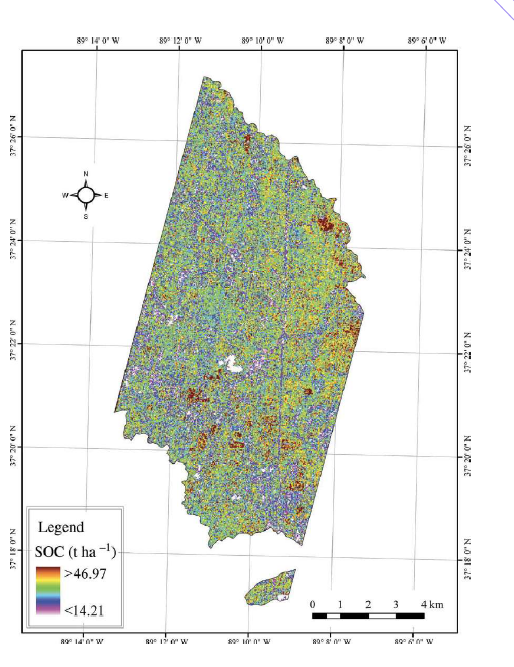 89° 14' 0" W 89° 12' 0" W 89° 10' 0" W 89° 8' 0" W 89° 6' 0" W
37° 26' 0" N
37° 26' 0" N
N
W E
S
37° 24' 0" N
37° 24' 0" N
37° 22' 0" N
37° 22' 0" N
37° 20' 0" N
37° 20' 0" N
37° 18' 0" N
37° 18' 0" N
Legend
SOC (t ha⁻¹)
>46.97
<14.21
0 1 2 3 4 km
89° 14' 0" W 89° 12' 0" W 89° 10' 0" W 89° 8' 0" W 89° 6' 0" W